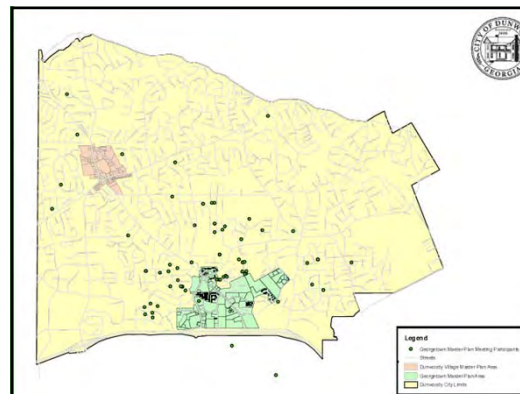 CITY OF DUNW
GEORGIA
Legend
Georgetown Master Plan Meeting Participants
Streets
Dunwoody Village Master Plan Area
Georgetown Master Plan Area
Dunwoody City Limits